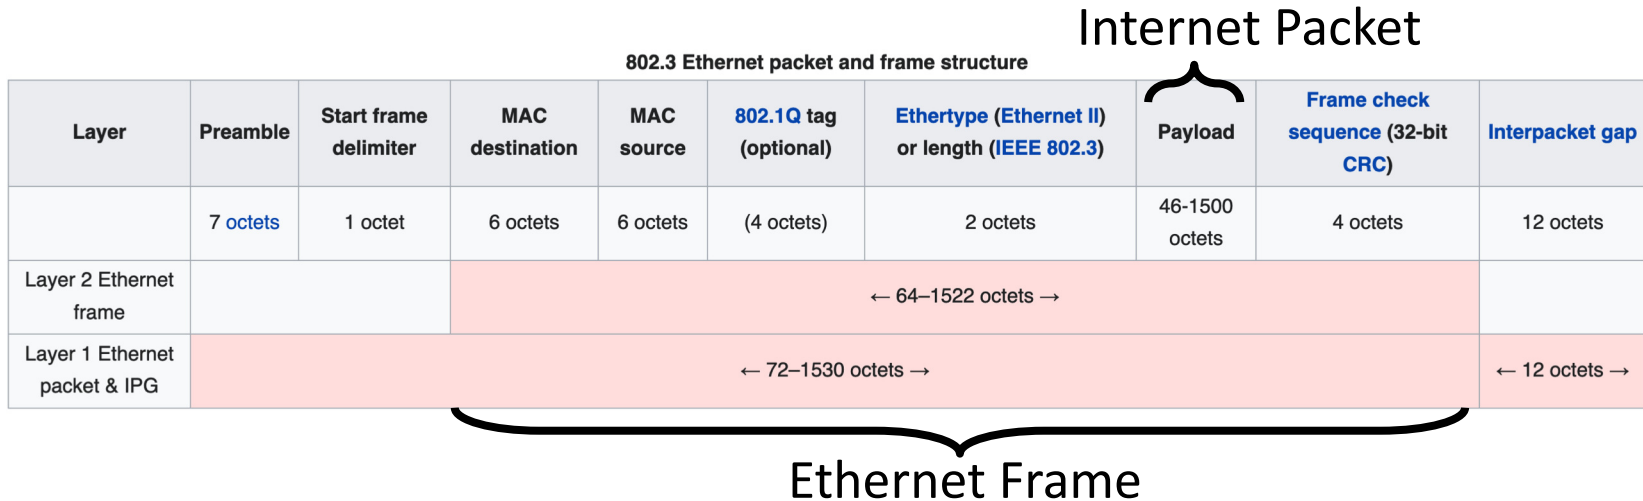 Internet Packet
802.3 Ethernet packet and frame structure
Layer
Preamble
Start frame
delimiter
MAC
destination
MAC
source
802.1Q tag
(optional)
Ethertype (Ethernet II)
or length (IEEE 802.3)
Payload
Frame check
sequence (32-bit
CRC)
Interpacket gap
7 octets
1 octet
6 octets
6 octets
(4 octets)
2 octets
46-1500
octets
4 octets
12 octets
Layer 2 Ethernet
frame
← 64–1522 octets →
Layer 1 Ethernet
packet & IPG
← 72–1530 octets →
← 12 octets →
Ethernet Frame